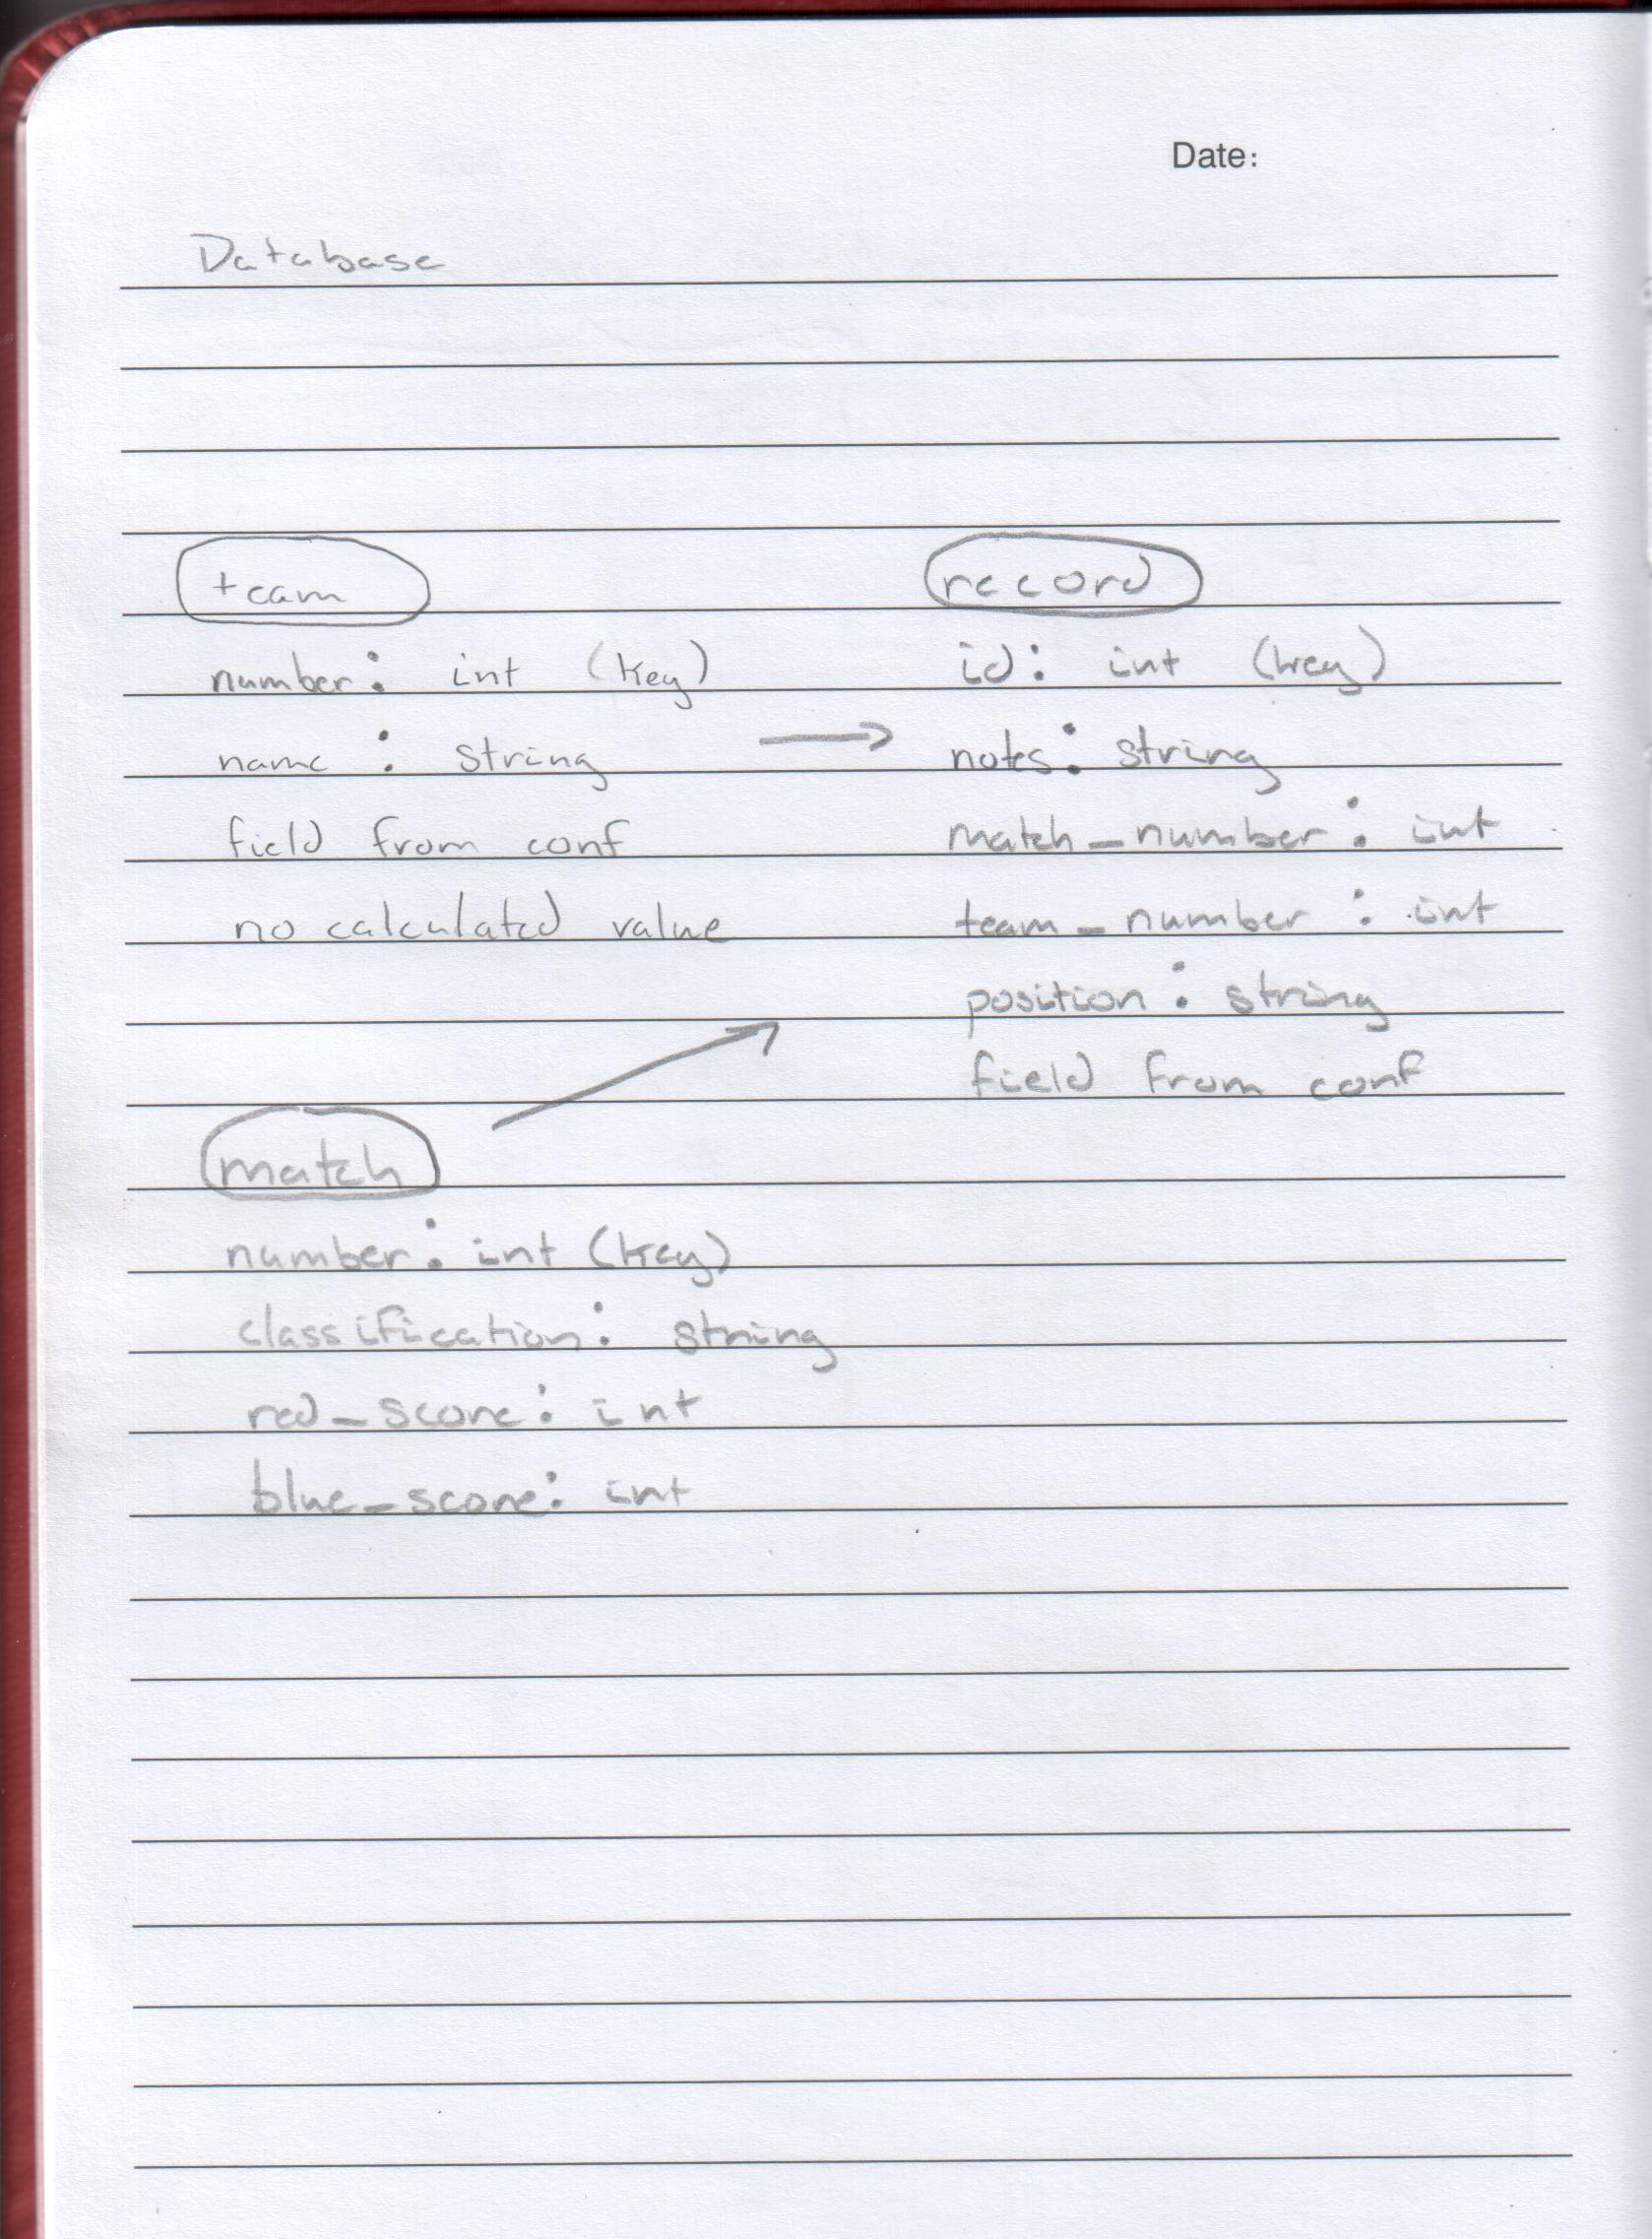 Date:
Database
team
number: int (key)
name : string
field from conf
no calculated value
record
id: int (key)
notes: string
match_number: int
team_number : int
position: string
field from conf
match
number: int (key)
classification: string
red_score: int
blue_score: int